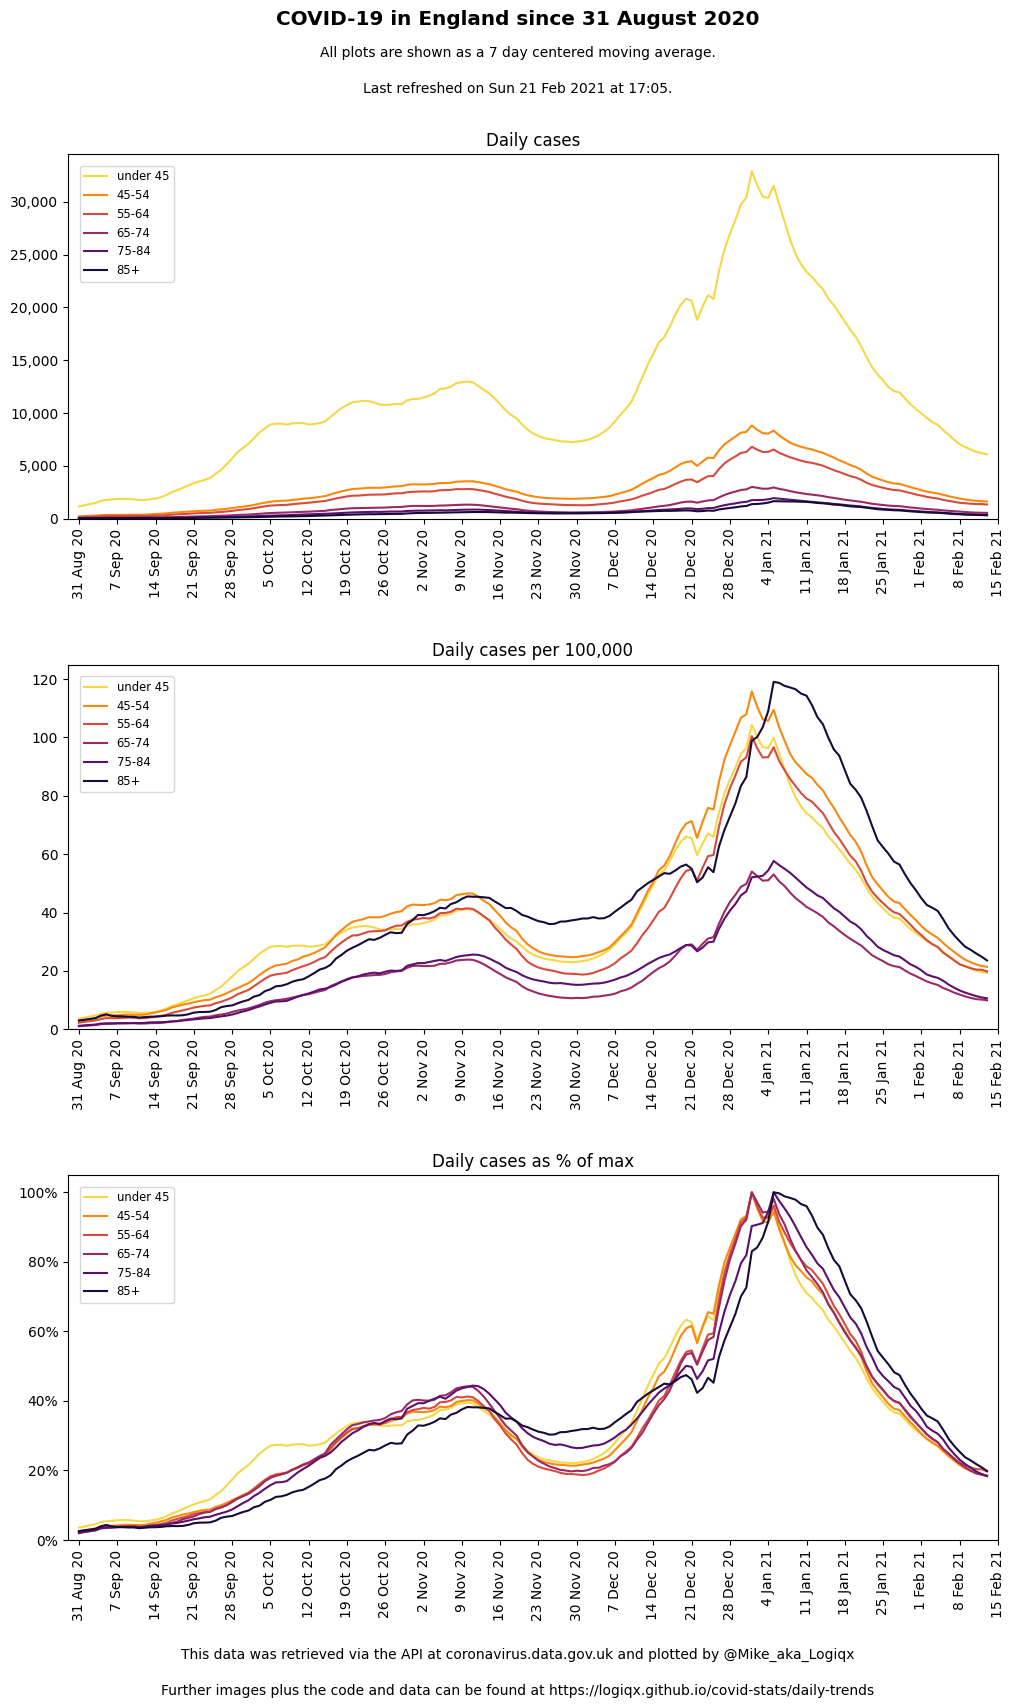 COVID-19 in England since 31 August 2020
All plots are shown as a 7 day centered moving average.
Last refreshed on Sun 21 Feb 2021 at 17:05.
Daily cases
under 45
45-54
55-64
65-74
75-84
85+
30,000
25,000
20,000
15,000
10,000
5,000
0
31 Aug 20
7 Sep 20
14 Sep 20
21 Sep 20
28 Sep 20
5 Oct 20
12 Oct 20
19 Oct 20
26 Oct 20
2 Nov 20
9 Nov 20
16 Nov 20
23 Nov 20
30 Nov 20
7 Dec 20
14 Dec 20
21 Dec 20
28 Dec 20
4 Jan 21
11 Jan 21
18 Jan 21
25 Jan 21
1 Feb 21
8 Feb 21
15 Feb 21
Daily cases per 100,000
under 45
45-54
55-64
65-74
75-84
85+
120
100
80
60
40
20
0
31 Aug 20
7 Sep 20
14 Sep 20
21 Sep 20
28 Sep 20
5 Oct 20
12 Oct 20
19 Oct 20
26 Oct 20
2 Nov 20
9 Nov 20
16 Nov 20
23 Nov 20
30 Nov 20
7 Dec 20
14 Dec 20
21 Dec 20
28 Dec 20
4 Jan 21
11 Jan 21
18 Jan 21
25 Jan 21
1 Feb 21
8 Feb 21
15 Feb 21
Daily cases as % of max
under 45
45-54
55-64
65-74
75-84
85+
100%
80%
60%
40%
20%
0%
31 Aug 20
7 Sep 20
14 Sep 20
21 Sep 20
28 Sep 20
5 Oct 20
12 Oct 20
19 Oct 20
26 Oct 20
2 Nov 20
9 Nov 20
16 Nov 20
23 Nov 20
30 Nov 20
7 Dec 20
14 Dec 20
21 Dec 20
28 Dec 20
4 Jan 21
11 Jan 21
18 Jan 21
25 Jan 21
1 Feb 21
8 Feb 21
15 Feb 21
This data was retrieved via the API at coronavirus.data.gov.uk and plotted by @Mike_aka_Logiqx
Further images plus the code and data can be found at https://logiqx.github.io/covid-stats/daily-trends